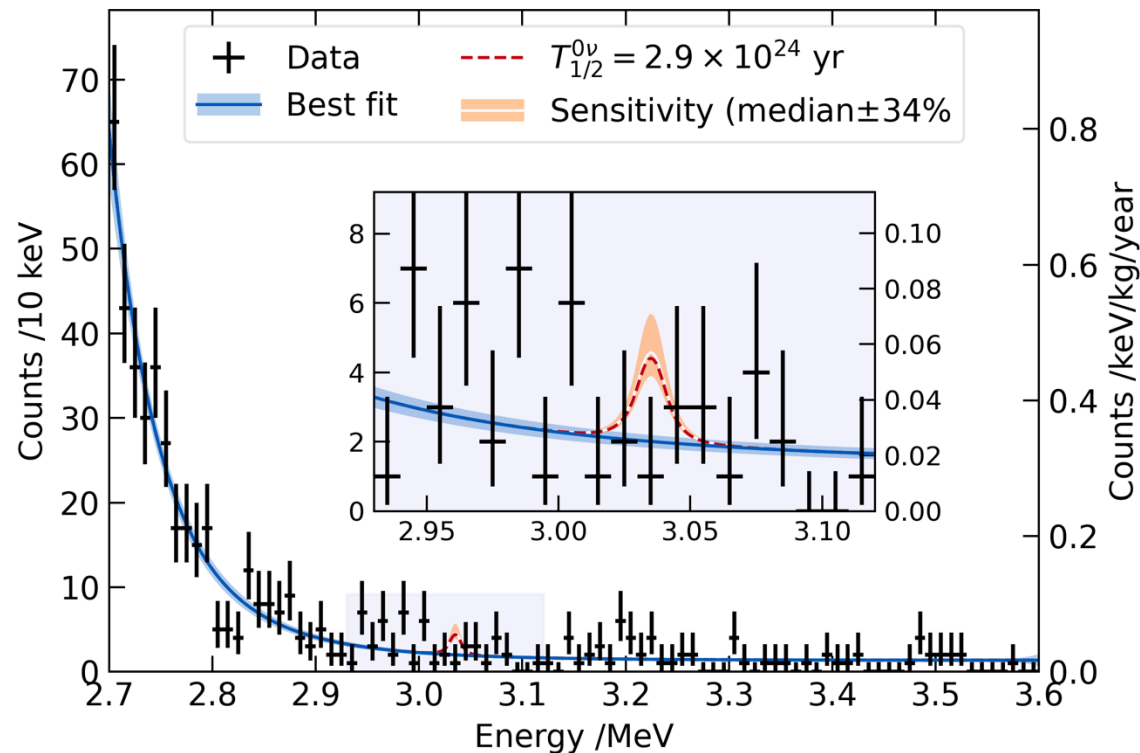 Data
Best fit
T_{1/2}^{0ν} = 2.9 × 10^{24} yr
Sensitivity (median±34%
Counts /10 keV
70
60
50
40
30
20
10
0
Counts /keV/kg/year
0.8
0.6
0.4
0.2
0.0
8
6
4
2
0
0.10
0.08
0.06
0.04
0.02
0.00
2.95 3.00 3.05 3.10
2.7 2.8 2.9 3.0 3.1 3.2 3.3 3.4 3.5 3.6
Energy /MeV